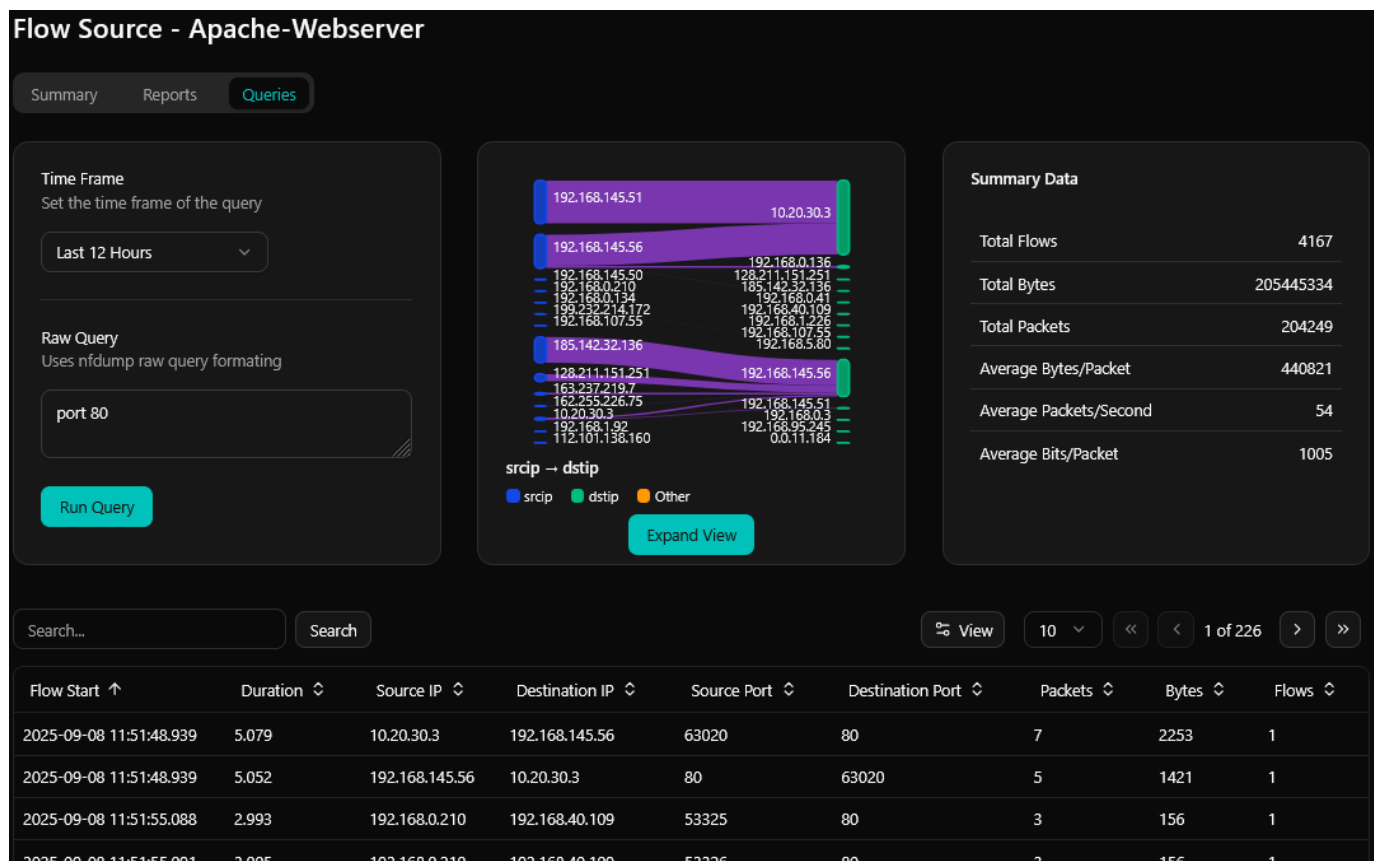 Flow Source - Apache-Webserver
Summary Reports Queries
Time Frame
Set the time frame of the query
Last 12 Hours
Raw Query
Uses nfdump raw query formating
port 80
Run Query
192.168.145.51
10.20.30.3
192.168.145.56
192.168.0.136
192.168.145.50 128.211.151.251
192.168.0.210 185.142.32.136
192.168.0.134 192.168.0.41
199.232.214.172 192.168.40.109
192.168.107.55 192.168.1.226
192.168.107.55
185.142.32.136 192.168.5.80
128.211.151.251 192.168.145.56
163.237.219.7
162.255.226.75 192.168.145.51
10.20.30.3 192.168.0.3
192.168.1.92 192.168.95.245
112.101.138.160 0.0.11.184
srcip → dstip
srcip dstip Other
Expand View
Summary Data
Total Flows 4167
Total Bytes 205445334
Total Packets 204249
Average Bytes/Packet 440821
Average Packets/Second 54
Average Bits/Packet 1005
Search... Search View 10 1 of 226
Flow Start Duration Source IP Destination IP Source Port Destination Port Packets Bytes Flows
2025-09-08 11:51:48.939 5.079 10.20.30.3 192.168.145.56 63020 80 7 2253 1
2025-09-08 11:51:48.939 5.052 192.168.145.56 10.20.30.3 80 63020 5 1421 1
2025-09-08 11:51:55.088 2.993 192.168.0.210 192.168.40.109 53325 80 3 156 1